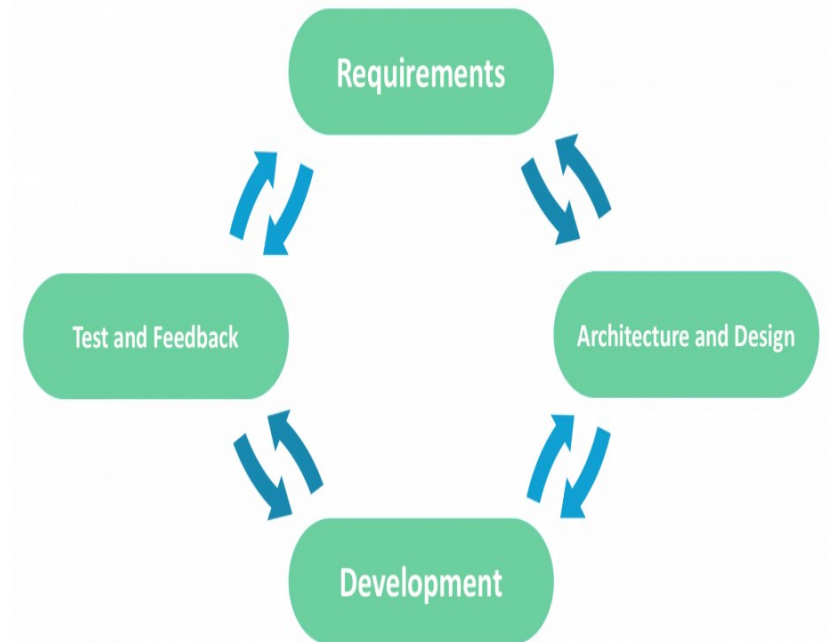 Requirements
Test and Feedback
Architecture and Design
Development